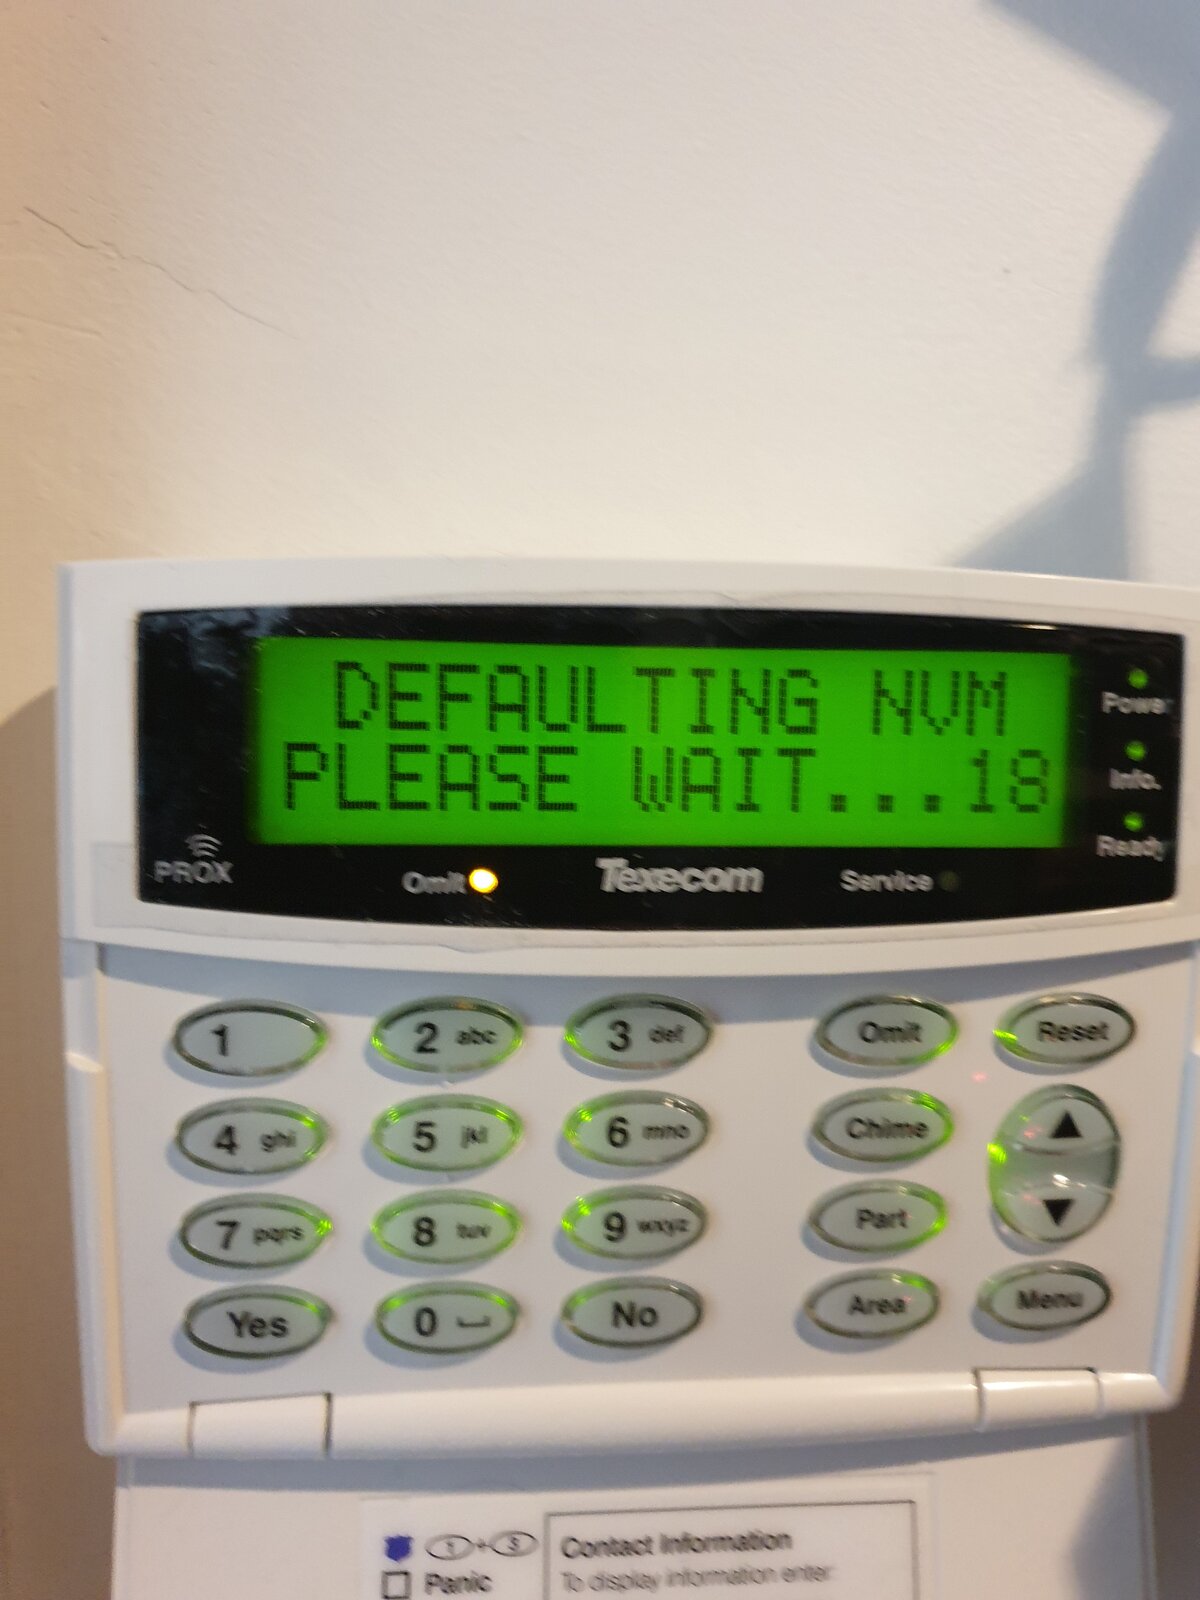 DEFAULTING NVM
PLEASE WAIT...18
Power
Info.
Ready
PROX
Omit
Texecom
Service
1
2 abc
3 def
Omit
Reset
4 ghi
5 jkl
6 mno
Chime
7 pqrs
8 tuv
9 wxyz
Part
Yes
0
No
Area
Menu
1 + 3
Panic
Contact Information
To display information enter